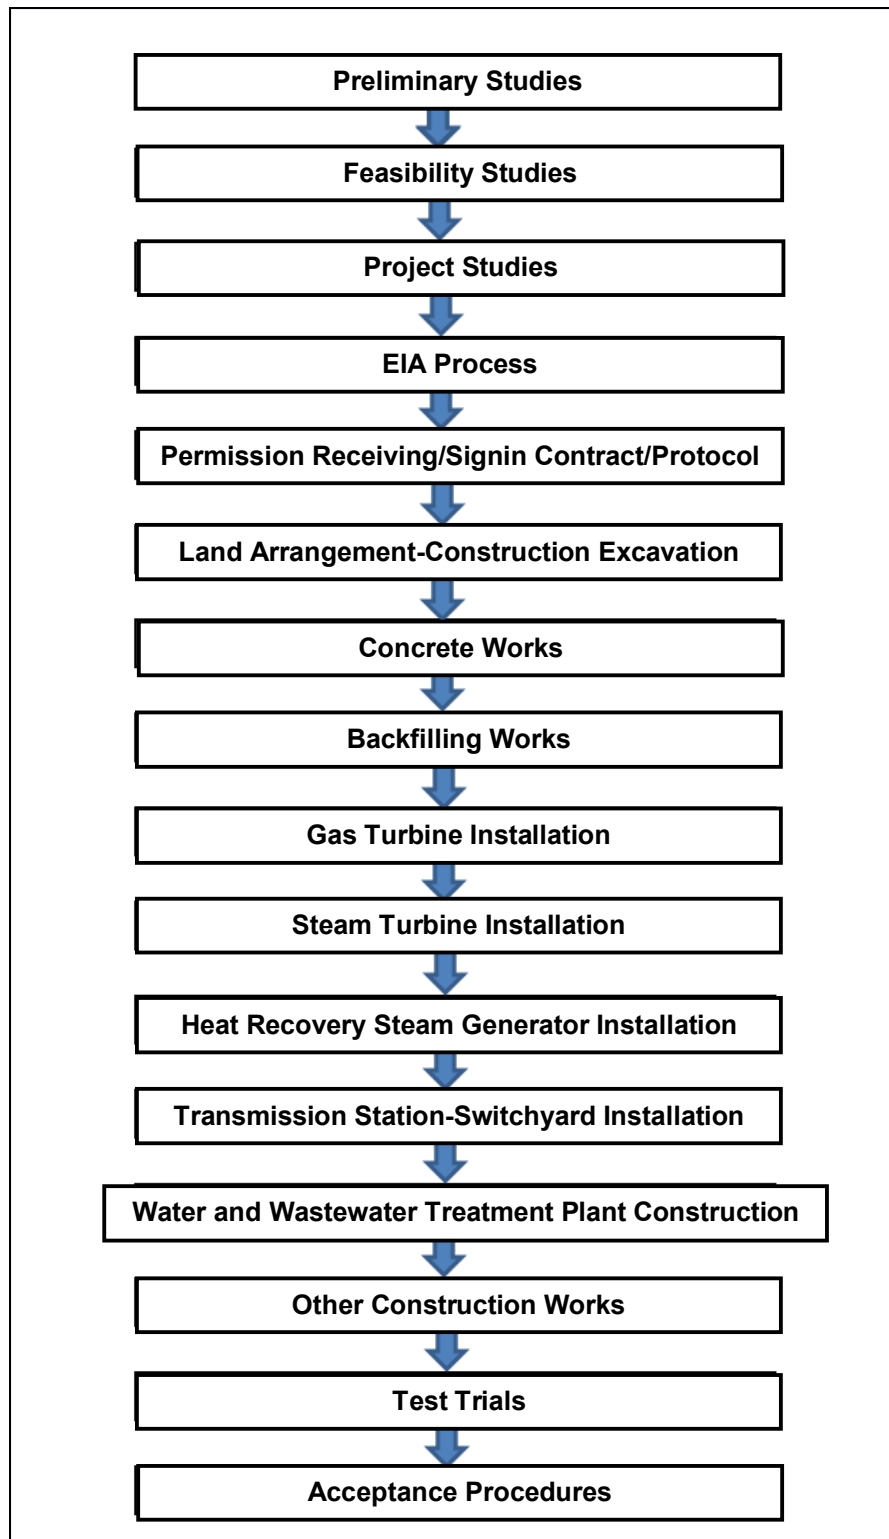 Preliminary Studies
Feasibility Studies
Project Studies
EIA Process
Permission Receiving/Signin Contract/Protocol
Land Arrangement-Construction Excavation
Concrete Works
Backfilling Works
Gas Turbine Installation
Steam Turbine Installation
Heat Recovery Steam Generator Installation
Transmission Station-Switchyard Installation
Water and Wastewater Treatment Plant Construction
Other Construction Works
Test Trials
Acceptance Procedures